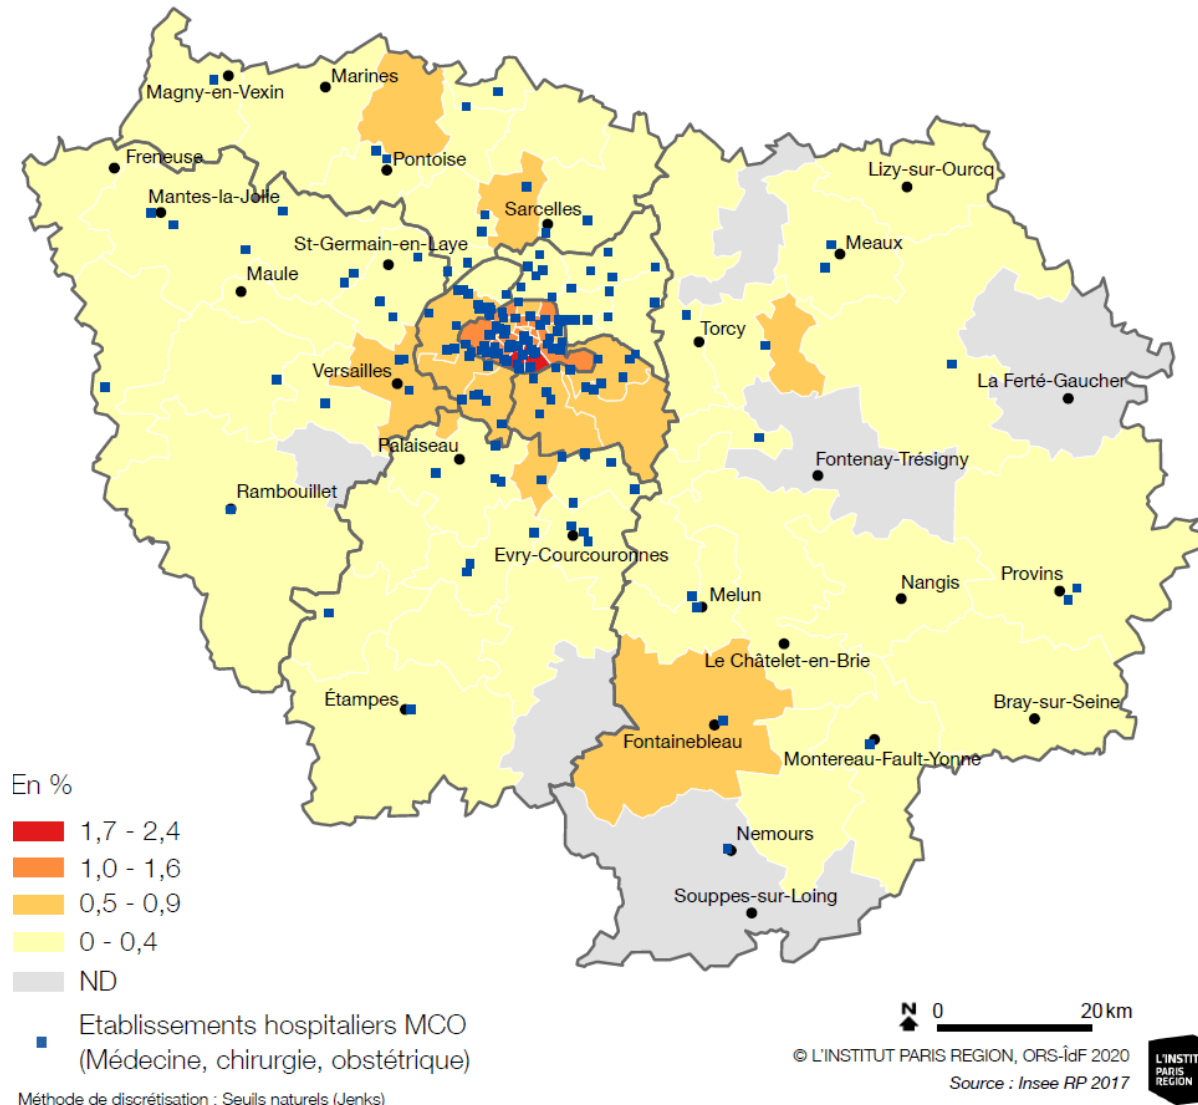 Marines
Magny-en-Vexin
Freneuse
Pontoise
Lizy-sur-Ourcq
Mantes-la-Jolie
Sarcelles
St-Germain-en-Laye
Meaux
Maule
Torcy
Versailles
La Ferté-Gaucher
Palaiseau
Fontenay-Trésigny
Rambouillet
Evry-Courcouronnes
Provins
Nangis
Melun
Le Châtelet-en-Brie
Étampes
Bray-sur-Seine
Fontainebleau
Montereau-Fault-Yonne
En %
1,7 - 2,4
Nemours
1,0 - 1,6
Souppes-sur-Loing
0,5 - 0,9
0 - 0,4
ND
Etablissements hospitaliers MCO
(Médecine, chirurgie, obstétrique)
N 0 20 km
© L'INSTITUT PARIS REGION, ORS-ÎdF 2020
Source : Insee RP 2017
L'INSTIT
PARIS
REGION
Méthode de discrétisation : Seuils naturels (Jenks)